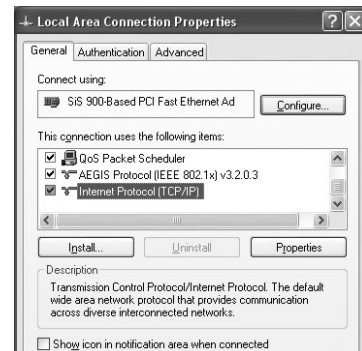 Local Area Connection Properties
General Authentication Advanced
Connect using:
SiS 900-Based PCI Fast Ethernet Ad Configure...
This connection uses the following items:
QoS Packet Scheduler
AEGIS Protocol (IEEE 802.1x) v3.2.0.3
Internet Protocol (TCP/IP)
Install... Uninstall Properties
Description
Transmission Control Protocol/Internet Protocol. The default
wide area network protocol that provides communication
across diverse interconnected networks.
Show icon in notification area when connected